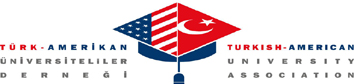 TÜRK-AMERİKAN
ÜNİVERSİTELİLER
DERNEĞİ
TURKISH-AMERICAN
UNIVERSITY
ASSOCIATION